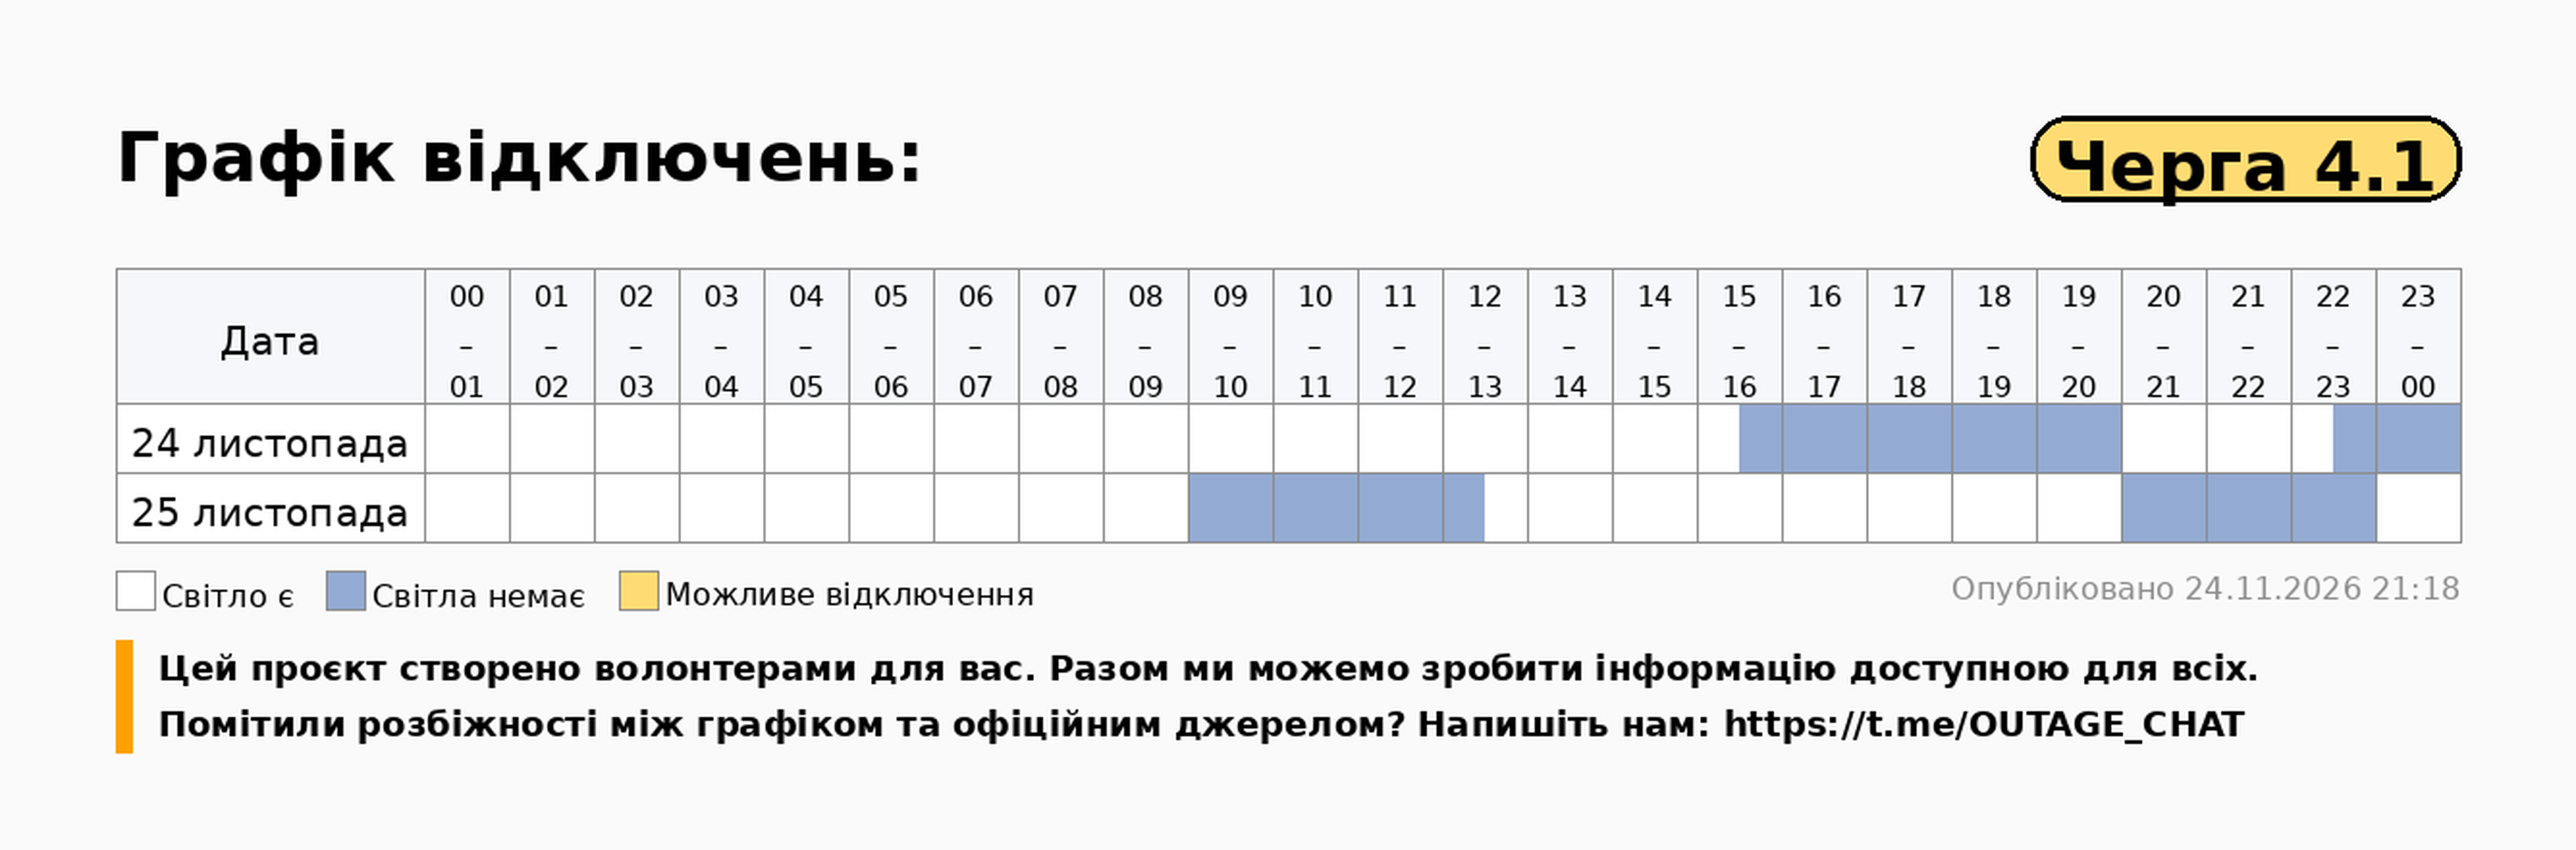 Графік відключень:
Черга 4.1
Дата
00 – 01
01 – 02
02 – 03
03 – 04
04 – 05
05 – 06
06 – 07
07 – 08
08 – 09
09 – 10
10 – 11
11 – 12
12 – 13
13 – 14
14 – 15
15 – 16
16 – 17
17 – 18
18 – 19
19 – 20
20 – 21
21 – 22
22 – 23
23 – 00
24 листопада
25 листопада
Світло є
Світла немає
Можливе відключення
Опубліковано 24.11.2026 21:18
Цей проєкт створено волонтерами для вас. Разом ми можемо зробити інформацію доступною для всіх.
Помітили розбіжності між графіком та офіційним джерелом? Напишіть нам: https://t.me/OUTAGE_CHAT